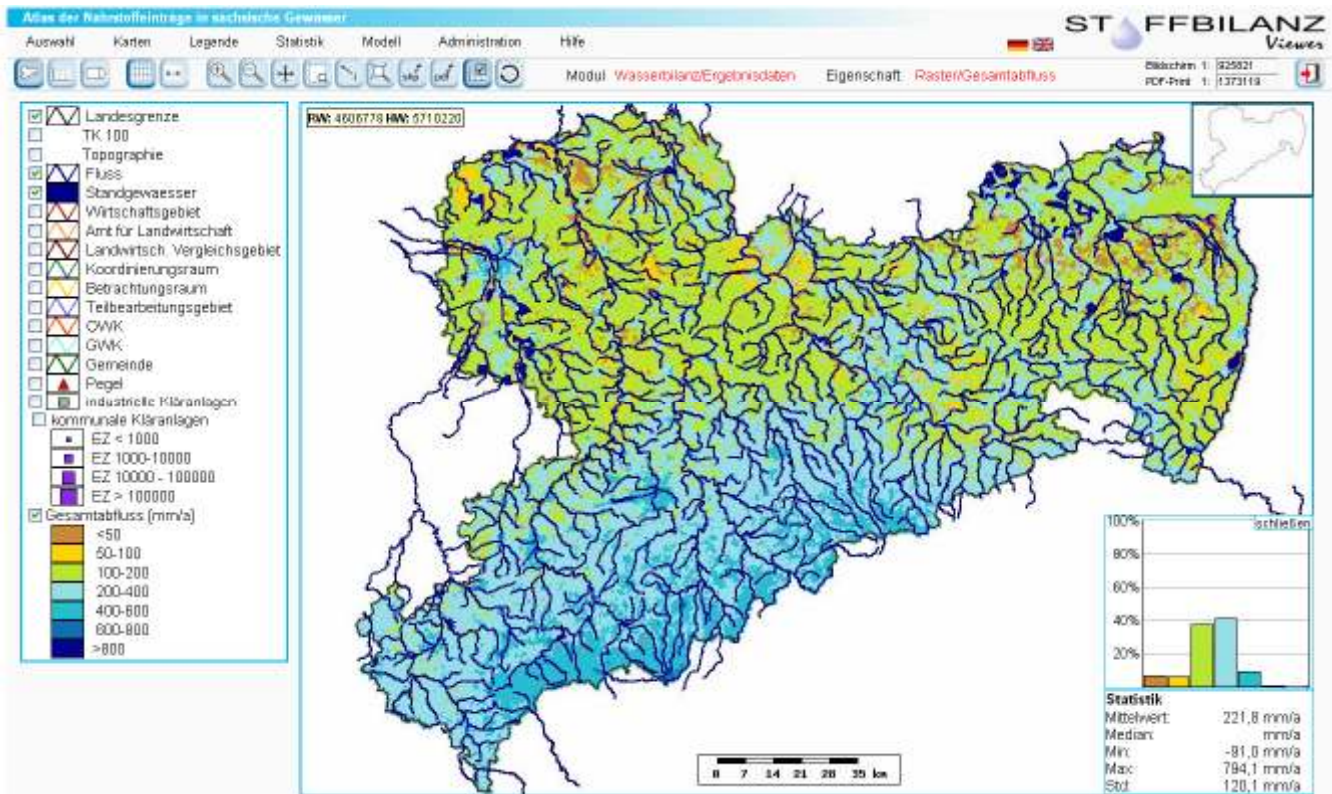 Atlas der Nährstoffeinträge in sächsische Gewässer
STOFFBILANZ
Viewer
Auswahl Karten Legende Statistik Modell Administration Hilfe
Modul Wasserbilanz/Ergebnisdaten Eigenschaft Raster/Gesamtabfluss
Bildschirm 1: 925821
PDF-Print 1: 1373119
RW: 4606778 HW: 5710220
Landesgrenze
TK 100
Topographie
Fluss
Standgewaesser
Wirtschaftsgebiet
Amt für Landwirtschaft
Landwirtsch. Vergleichsgebiet
Koordinierungsraum
Betrachtungsraum
Teilbearbeitungsgebiet
OWK
GWK
Gemeinde
Pegel
industrielle Kläranlagen
kommunale Kläranlagen
EZ < 1000
EZ 1000-10000
EZ 10000 - 100000
EZ > 100000
Gesamtabfluss (mm/a)
<50
50-100
100-200
200-400
400-600
600-800
>800
100% schließen
80%
60%
40%
20%
Statistik
Mittelwert: 221,8 mm/a
Median: mm/a
Min: -91,0 mm/a
Max: 794,1 mm/a
Std: 120,1 mm/a
0 7 14 21 28 35 km